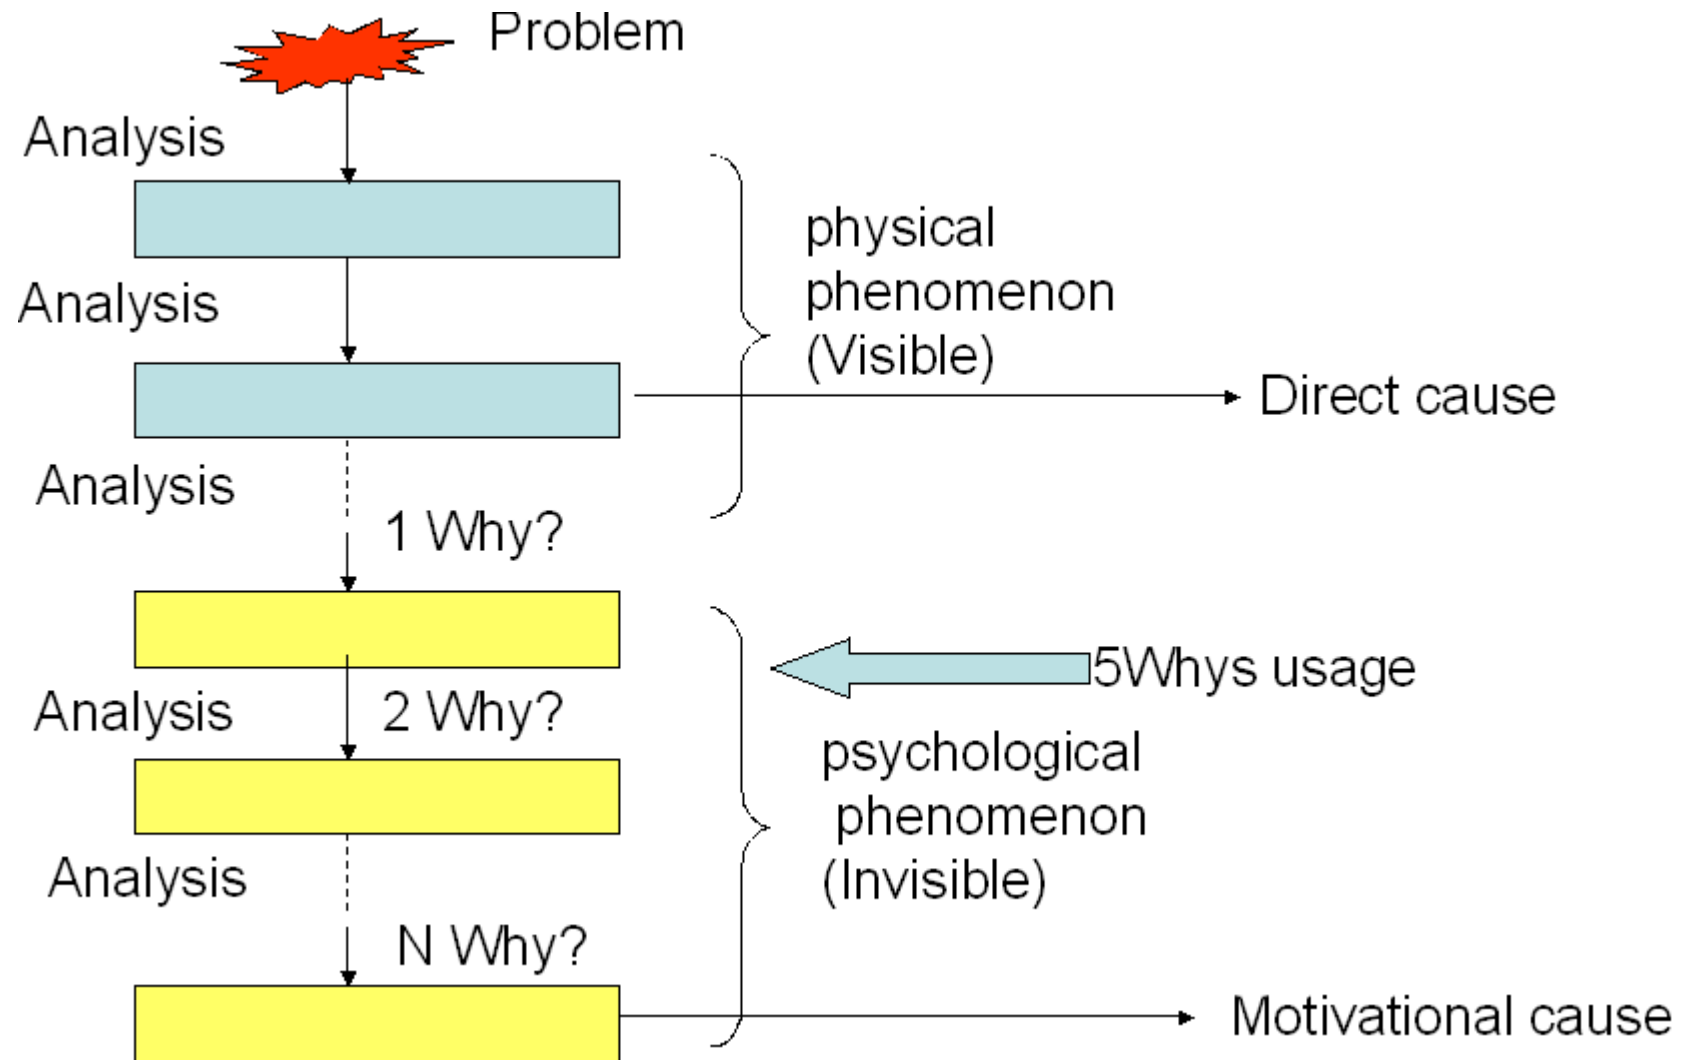 Problem
Analysis
Analysis
physical
phenomenon
(Visible)
Direct cause
Analysis
1 Why?
5Whys usage
Analysis
2 Why?
psychological
phenomenon
(Invisible)
Analysis
N Why?
Motivational cause